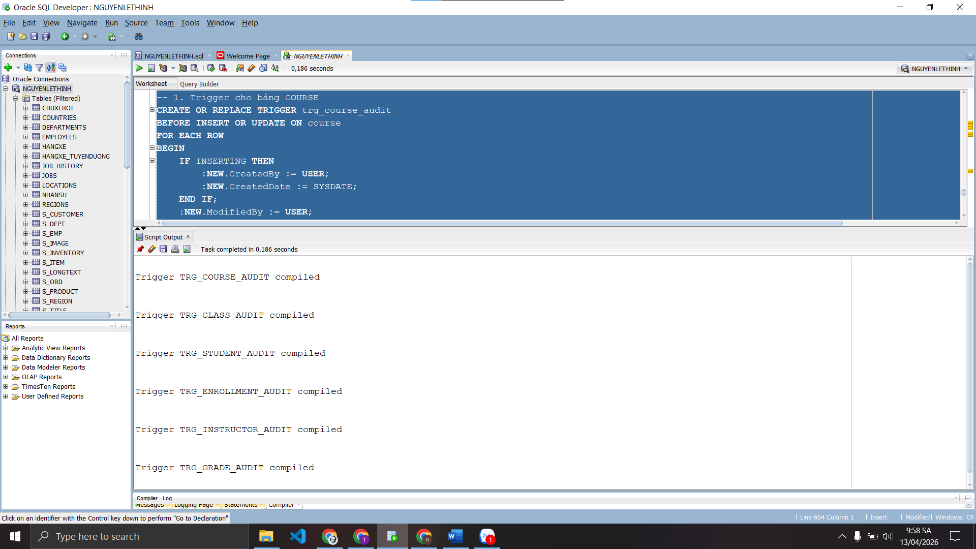 Oracle SQL Developer : NGUYENLETHINH
File Edit View Navigate Run Source Team Tools Window Help
Connections
NGUYENLETHINH.sql
Welcome Page
NGUYENLETHINH
0,186 seconds
NGUYENLETHINH
Worksheet Query Builder
Oracle Connections
NGUYENLETHINH
Tables (Filtered)
CHUXEROI
COUNTRIES
DEPARTMENTS
EMPLOYEES
HANGXE
HANGXE_TUYENDUONG
JOB_HISTORY
JOBS
LOCATIONS
NHANSU
REGIONS
S_CUSTOMER
S_DEPT
S_EMP
S_IMAGE
S_INVENTORY
S_ITEM
S_LONGTEXT
S_ORD
S_PRODUCT
S_REGION
S_TITLE
-- 1. Trigger cho bảng COURSE
CREATE OR REPLACE TRIGGER trg_course_audit
BEFORE INSERT OR UPDATE ON course
FOR EACH ROW
BEGIN
IF INSERTING THEN
:NEW.CreatedBy := USER;
:NEW.CreatedDate := SYSDATE;
END IF;
:NEW.ModifiedBy := USER;
Script Output
Task completed in 0,186 seconds
Trigger TRG_COURSE_AUDIT compiled
Trigger TRG_CLASS_AUDIT compiled
Trigger TRG_STUDENT_AUDIT compiled
Trigger TRG_ENROLLMENT_AUDIT compiled
Trigger TRG_INSTRUCTOR_AUDIT compiled
Trigger TRG_GRADE_AUDIT compiled
Reports
All Reports
Analytic View Reports
Data Dictionary Reports
Data Modeler Reports
OLAP Reports
TimesTen Reports
User Defined Reports
Compiler - Log
Messages Logging Page Statements Compiler
Click on an identifier with the Control key down to perform "Go to Declaration"
Line 664 Column 1 Insert Modified Windows: CF
Type here to search
9:58 SA
13/04/2026